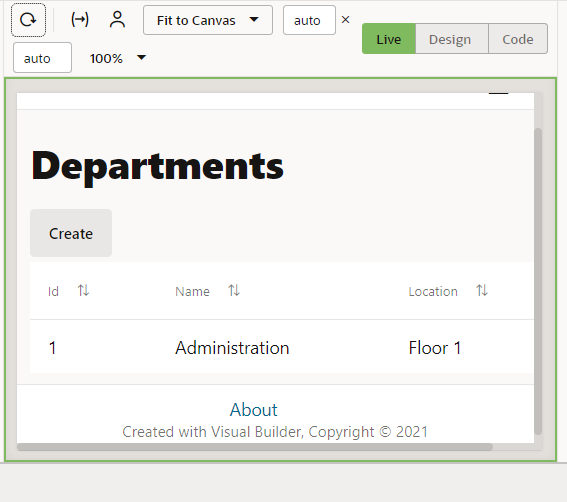 Fit to Canvas auto ×
Live Design Code
auto 100%
Departments
Create
Id Name Location
1 Administration Floor 1
About
Created with Visual Builder, Copyright © 2021